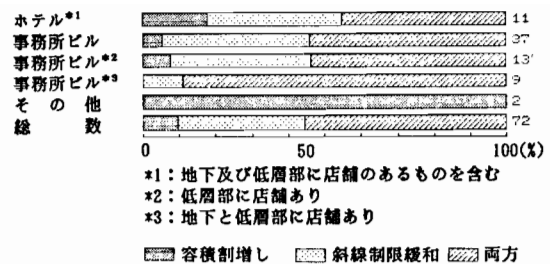 ホテル*1 11
事務所ビル 37
事務所ビル*2 13
事務所ビル*3 9
その他 2
総数 72
0 50 100(%)
*1：地下及び低層部に店舗のあるものを含む
*2：低層部に店舗あり
*3：地下と低層部に店舗あり
容積割増し 斜線制限緩和 両方